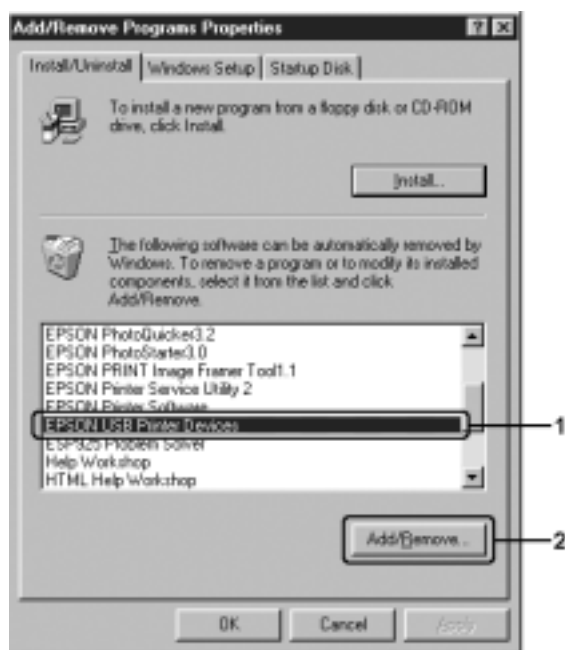 Add/Remove Programs Properties
Install/Uninstall
Windows Setup
Startup Disk
To install a new program from a floppy disk or CD-ROM
drive, click Install.
Install...
The following software can be automatically removed by
Windows. To remove a program or to modify its installed
components, select it from the list and click
Add/Remove.
EPSON PhotoQuicker3.2
EPSON PhotoStarter3.0
EPSON PRINT Image Framer Tool1.1
EPSON Printer Service Utility 2
EPSON Printer Software
EPSON USB Printer Devices
1
ESP925 Problem Solver
Help Workshop
HTML Help Workshop
Add/Remove...
2
OK
Cancel
Apply